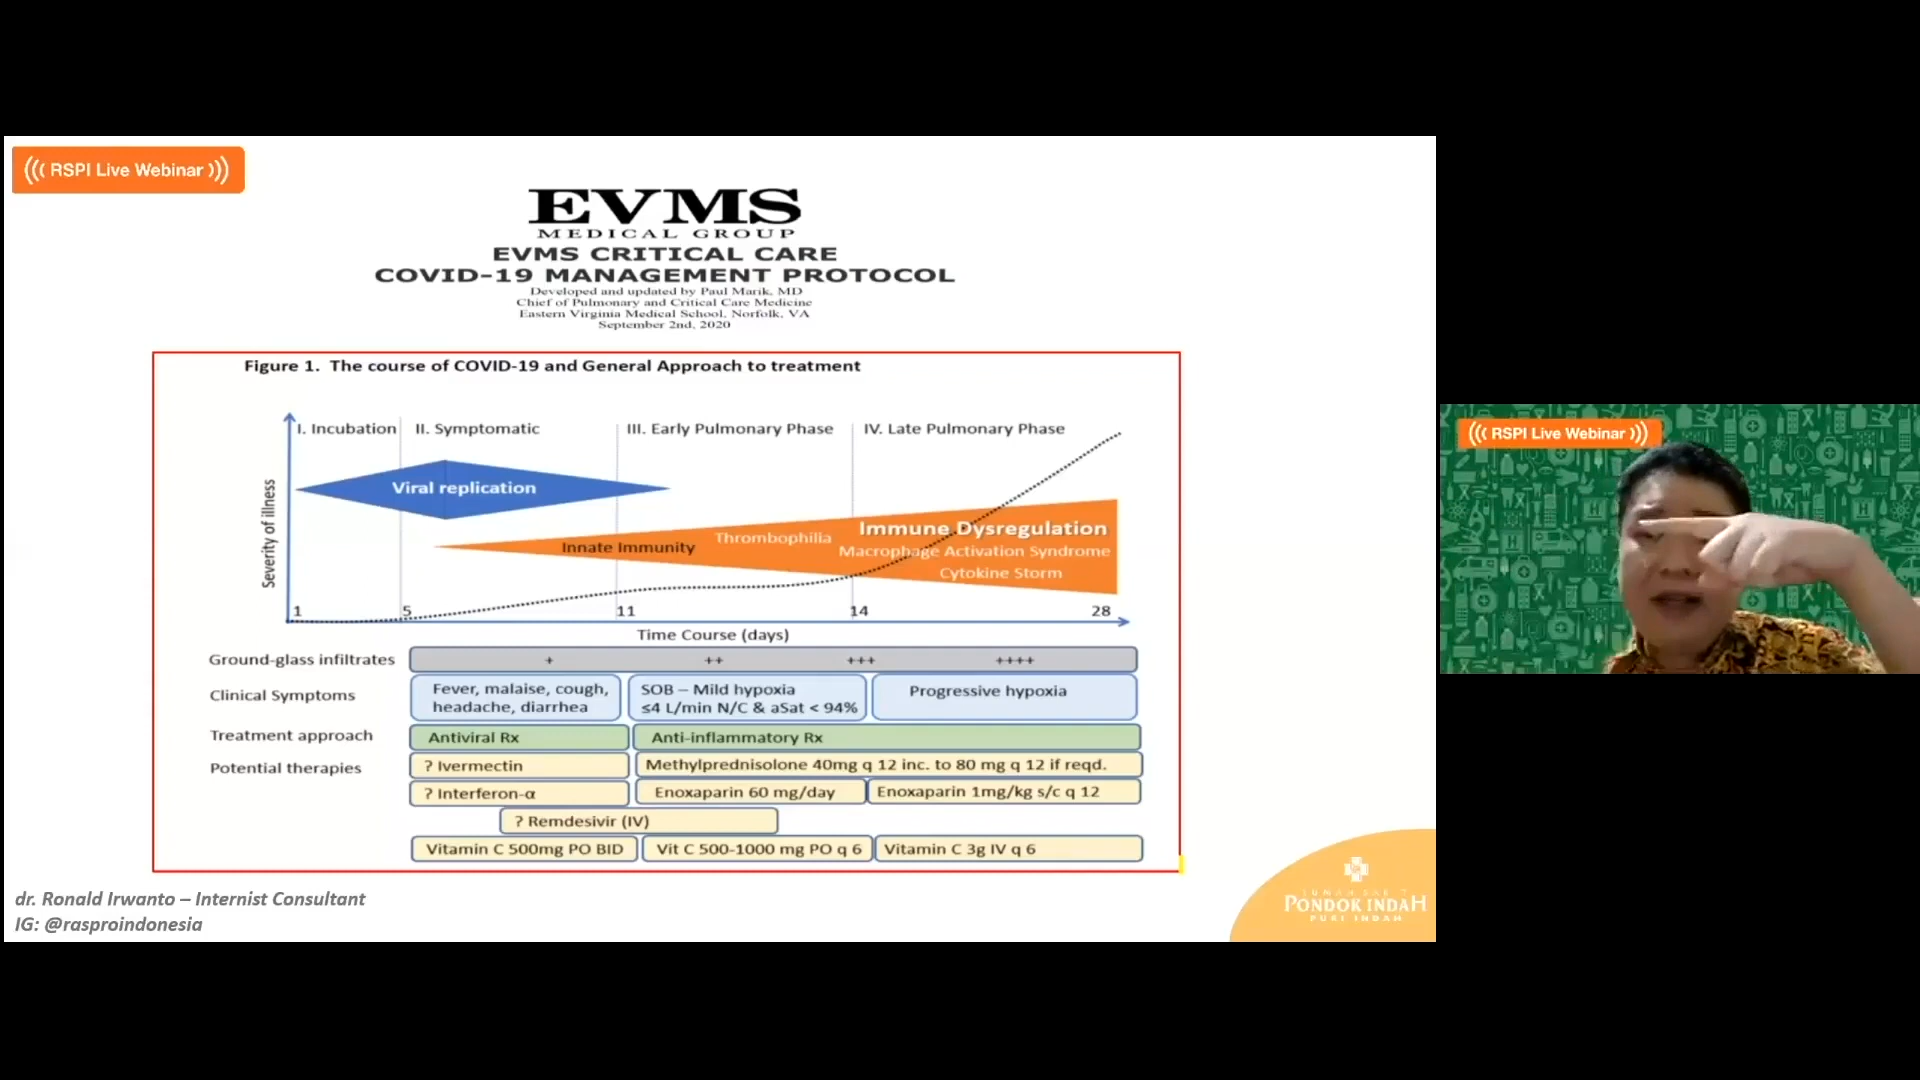 ((( RSPI Live Webinar )))
EVMS
MEDICAL GROUP
EVMS CRITICAL CARE
COVID-19 MANAGEMENT PROTOCOL
Developed and updated by Paul Marik, MD
Chief of Pulmonary and Critical Care Medicine
Eastern Virginia Medical School, Norfolk, VA
September 2nd, 2020
Figure 1. The course of COVID-19 and General Approach to treatment
I. Incubation II. Symptomatic III. Early Pulmonary Phase IV. Late Pulmonary Phase
Viral replication
Severity of illness
Innate Immunity Thrombophilia Immune Dysregulation
Macrophage Activation Syndrome
Cytokine Storm
1 5 11 14 28
Time Course (days)
Ground-glass infiltrates + ++ +++ ++++
Clinical Symptoms
Fever, malaise, cough,
headache, diarrhea
SOB – Mild hypoxia
≤4 L/min N/C & aSat < 94%
Progressive hypoxia
Treatment approach Antiviral Rx Anti-inflammatory Rx
Potential therapies ? Ivermectin Methylprednisolone 40mg q 12 inc. to 80 mg q 12 if reqd.
? Interferon-α Enoxaparin 60 mg/day Enoxaparin 1mg/kg s/c q 12
? Remdesivir (IV)
Vitamin C 500mg PO BID Vit C 500-1000 mg PO q 6 Vitamin C 3g IV q 6
dr. Ronald Irwanto – Internist Consultant
IG: @rasproindonesia
RUMAH SAKIT
PONDOK INDAH
PURI INDAH
((( RSPI Live Webinar )))